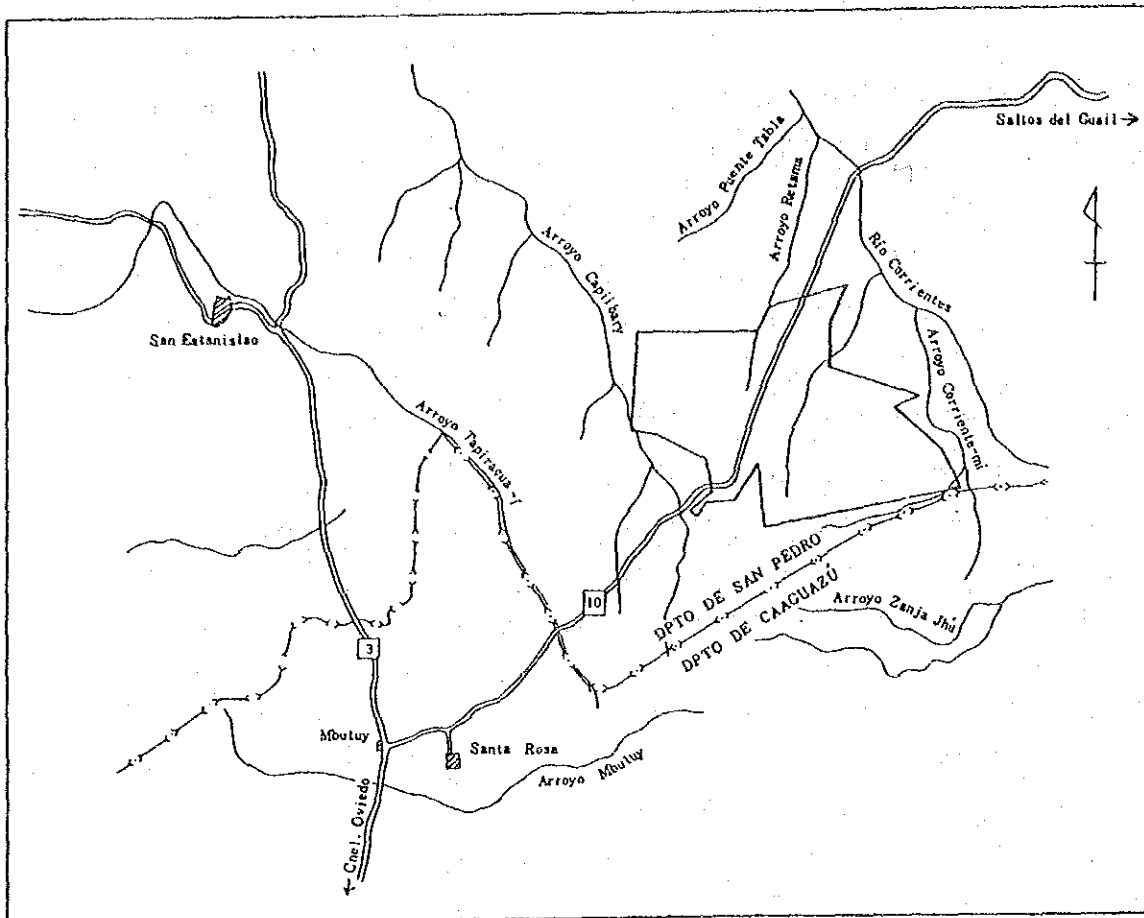 Saltos del Guail
Arroyo Puente Tabla
Arroyo Retama
Arroyo Capiibary
Río Corrientes
San Estanislao
Arroyo Corriente-mi
Arroyo Tapiracua-í
DPTO DE SAN PEDRO
DPTO DE CAAGUAZÚ
10
Arroyo Zanja Jhú
3
Mbutuy
Santa Rosa
Arroyo Mbutuy
Cnel. Oviedo